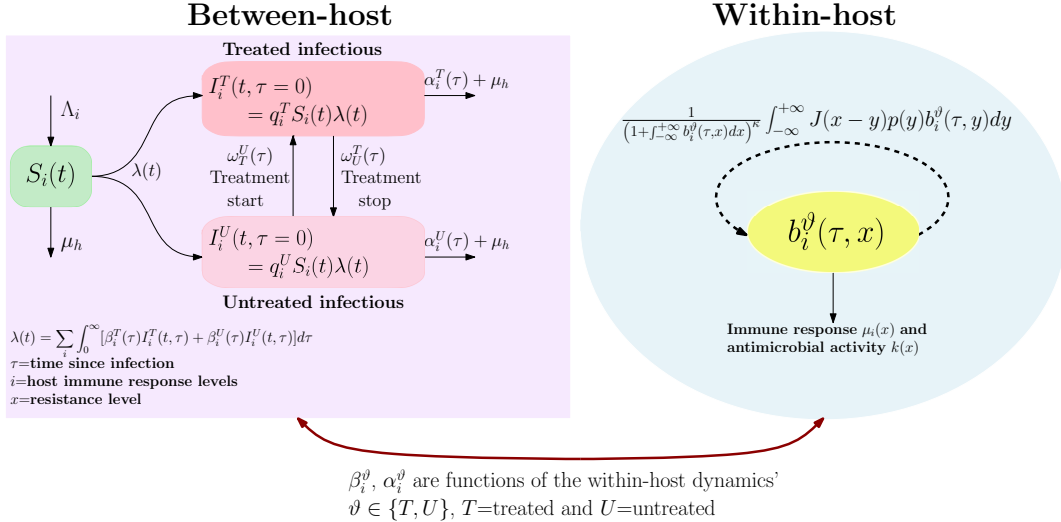 Between-host
Within-host
Treated infectious
Λ_i
S_i(t)
μ_h
λ(t)
I_i^T(t, τ = 0)
= q_i^T S_i(t)λ(t)
α_i^T(τ) + μ_h
ω_T^U(τ)
Treatment
start
ω_U^T(τ)
Treatment
stop
I_i^U(t, τ = 0)
= q_i^U S_i(t)λ(t)
α_i^U(τ) + μ_h
Untreated infectious
λ(t) = ∑_i ∫_0^∞ [β_i^T(τ)I_i^T(t, τ) + β_i^U(τ)I_i^U(t, τ)]dτ
τ=time since infection
i=host immune response levels
x=resistance level
1/(1+∫_{-∞}^{+∞} b_i^ϑ(τ,x)dx)^κ ∫_{-∞}^{+∞} J(x − y)p(y)b_i^ϑ(τ, y)dy
b_i^ϑ(τ, x)
Immune response μ_i(x) and
antimicrobial activity k(x)
β_i^ϑ, α_i^ϑ are functions of the within-host dynamics'
ϑ ∈ {T, U}, T=treated and U=untreated